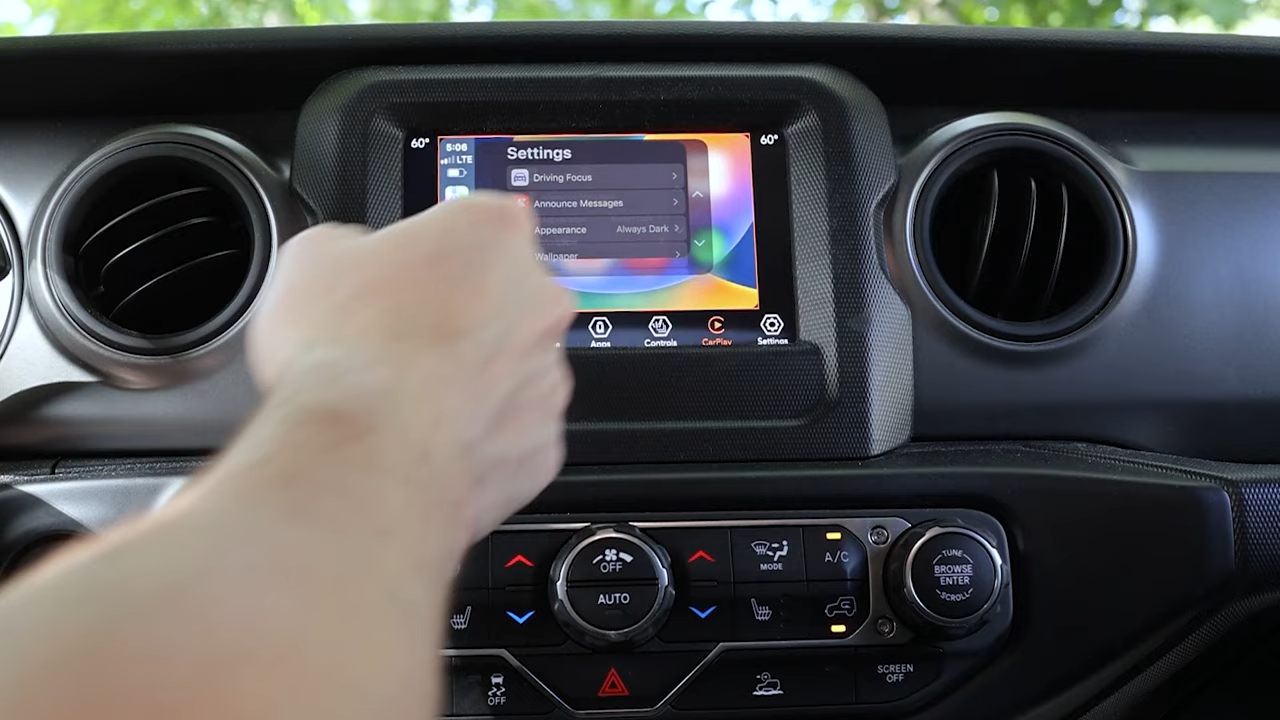 60°
60°
5:06
LTE
Settings
Driving Focus
Announce Messages
Appearance Always Dark
Wallpaper
Apps
Controls
CarPlay
Settings
OFF
AUTO
MODE
A/C
TUNE
BROWSE
ENTER
SCROLL
OFF
SCREEN
OFF